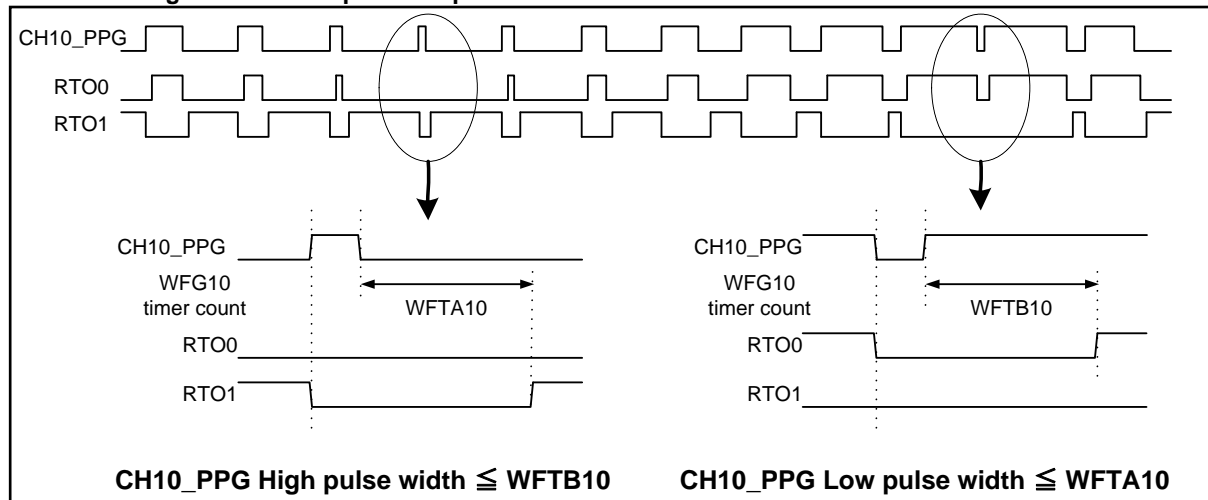 CH10_PPG
RTO0
RTO1
CH10_PPG
WFG10
timer count
WFTA10
RTO0
RTO1
CH10_PPG High pulse width ≦ WFTB10
CH10_PPG
WFG10
timer count
WFTB10
RTO0
RTO1
CH10_PPG Low pulse width ≦ WFTA10